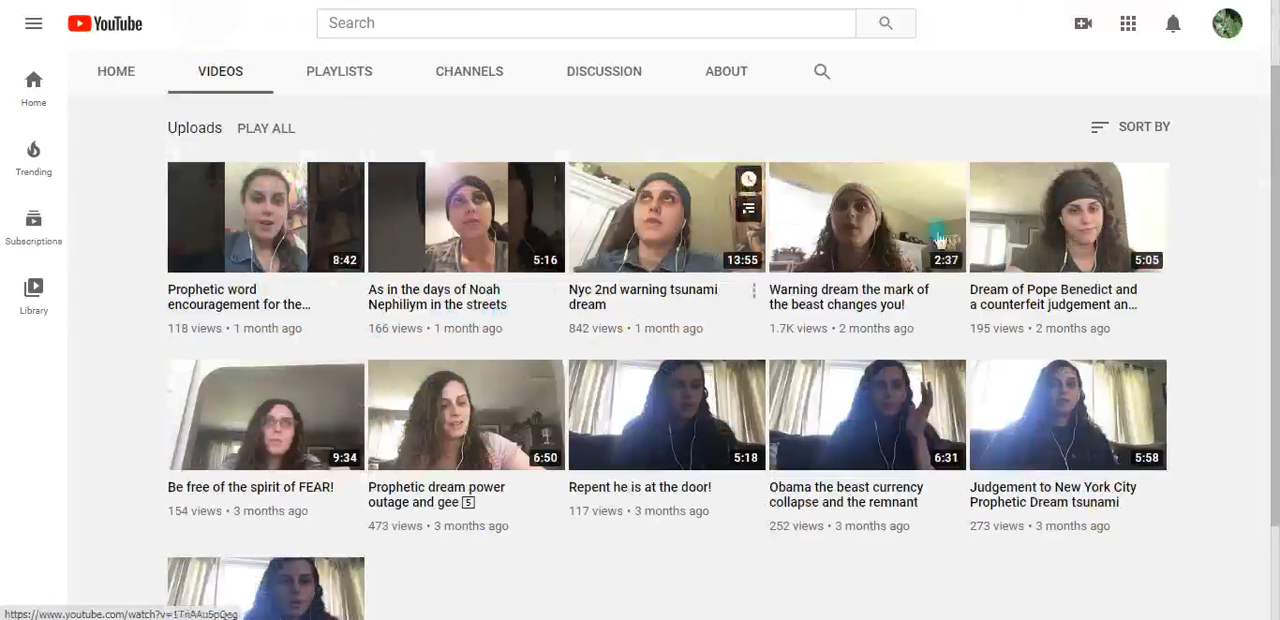 YouTube
Search
HOME VIDEOS PLAYLISTS CHANNELS DISCUSSION ABOUT
Home
Trending
Subscriptions
Library
Uploads PLAY ALL SORT BY
8:42
Prophetic word
encouragement for the...
118 views • 1 month ago
5:16
As in the days of Noah
Nephiliym in the streets
166 views • 1 month ago
13:55
Nyc 2nd warning tsunami
dream
842 views • 1 month ago
2:37
Warning dream the mark of
the beast changes you!
1.7K views • 2 months ago
5:05
Dream of Pope Benedict and
a counterfeit judgement an...
195 views • 2 months ago
9:34
Be free of the spirit of FEAR!
154 views • 3 months ago
6:50
Prophetic dream power
outage and gee 5
473 views • 3 months ago
5:18
Repent he is at the door!
117 views • 3 months ago
6:31
Obama the beast currency
collapse and the remnant
252 views • 3 months ago
5:58
Judgement to New York City
Prophetic Dream tsunami
273 views • 3 months ago